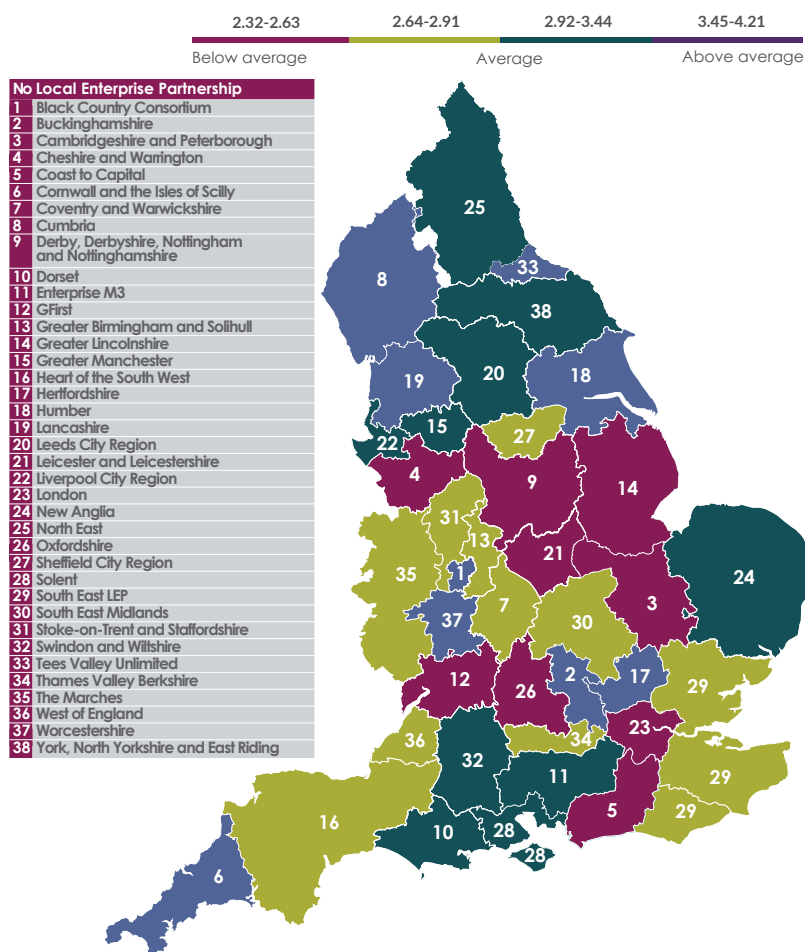 2.32-2.63 2.64-2.91 2.92-3.44 3.45-4.21
Below average Average Above average
No Local Enterprise Partnership
1 Black Country Consortium
2 Buckinghamshire
3 Cambridgeshire and Peterborough
4 Cheshire and Warrington
5 Coast to Capital
6 Cornwall and the Isles of Scilly
7 Coventry and Warwickshire
8 Cumbria
9 Derby, Derbyshire, Nottingham
and Nottinghamshire
10 Dorset
11 Enterprise M3
12 GFirst
13 Greater Birmingham and Solihull
14 Greater Lincolnshire
15 Greater Manchester
16 Heart of the South West
17 Hertfordshire
18 Humber
19 Lancashire
20 Leeds City Region
21 Leicester and Leicestershire
22 Liverpool City Region
23 London
24 New Anglia
25 North East
26 Oxfordshire
27 Sheffield City Region
28 Solent
29 South East LEP
30 South East Midlands
31 Stoke-on-Trent and Staffordshire
32 Swindon and Wiltshire
33 Tees Valley Unlimited
34 Thames Valley Berkshire
35 The Marches
36 West of England
37 Worcestershire
38 York, North Yorkshire and East Riding
25
33
8
38
20
19
18
15
27
22
4
9
14
31
13
21
35
1
24
7
3
37
30
12
26
2
17
29
23
36
34
32
11
29
5
29
16
10
28
28
6